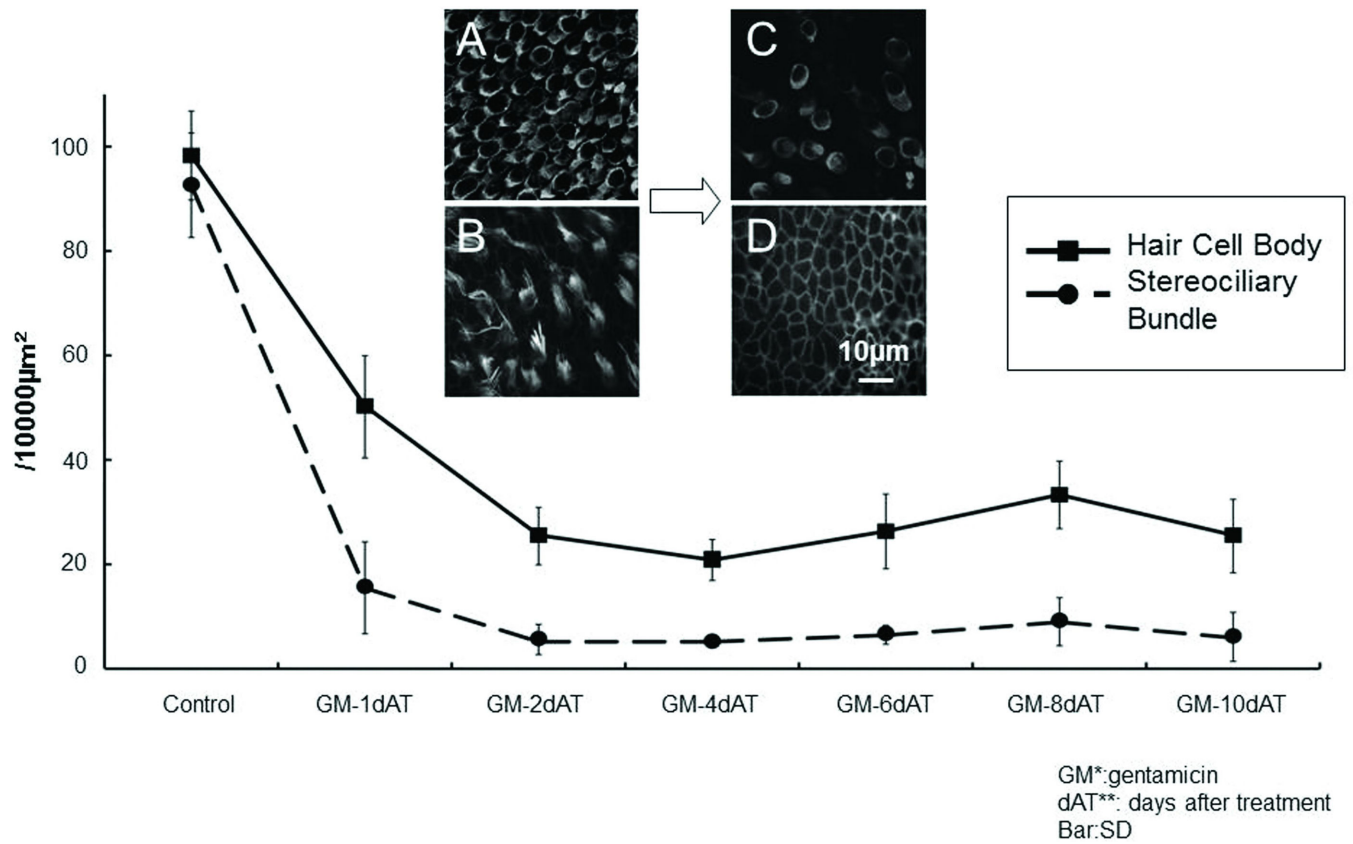 A
C
B
D
10µm
Hair Cell Body
Stereociliary
Bundle
/10000µm²
100
80
60
40
20
0
Control
GM-1dAT
GM-2dAT
GM-4dAT
GM-6dAT
GM-8dAT
GM-10dAT
GM*:gentamicin
dAT**: days after treatment
Bar:SD